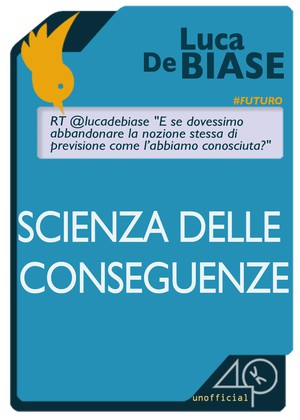 Luca
De BIASE
#FUTURO
RT @lucadebiase "E se dovessimo
abbandonare la nozione stessa di
previsione come l'abbiamo conosciuta?"
SCIENZA DELLE
CONSEGUENZE
40K
unofficial